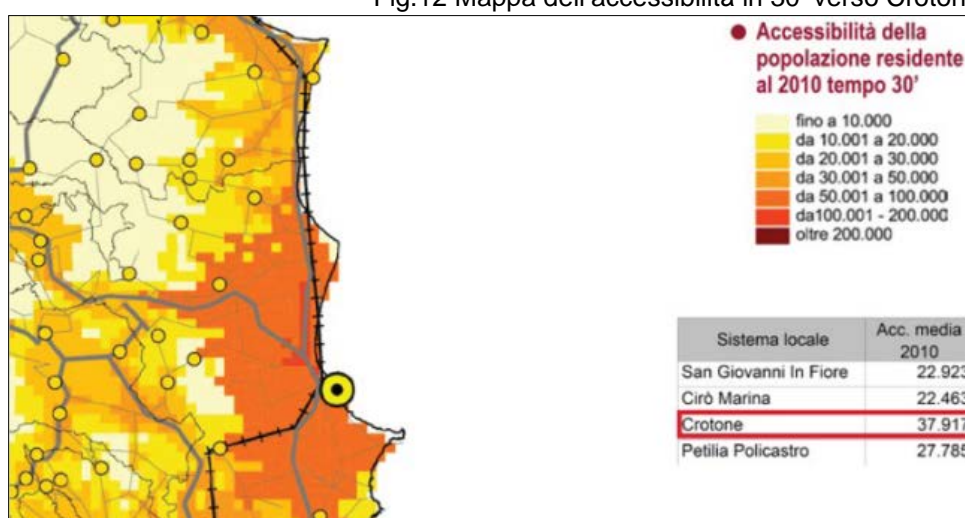 Fig.12 Mappa dell'accessibilità in 30' verso Croton
Accessibilità della
popolazione residente
al 2010 tempo 30'
fino a 10.000
da 10.001 a 20.000
da 20.001 a 30.000
da 30.001 a 50.000
da 50.001 a 100.000
da100.001 - 200.000
oltre 200.000
Sistema locale Acc. media 2010
San Giovanni In Fiore 22.923
Cirò Marina 22.463
Crotone 37.917
Petilia Policastro 27.785